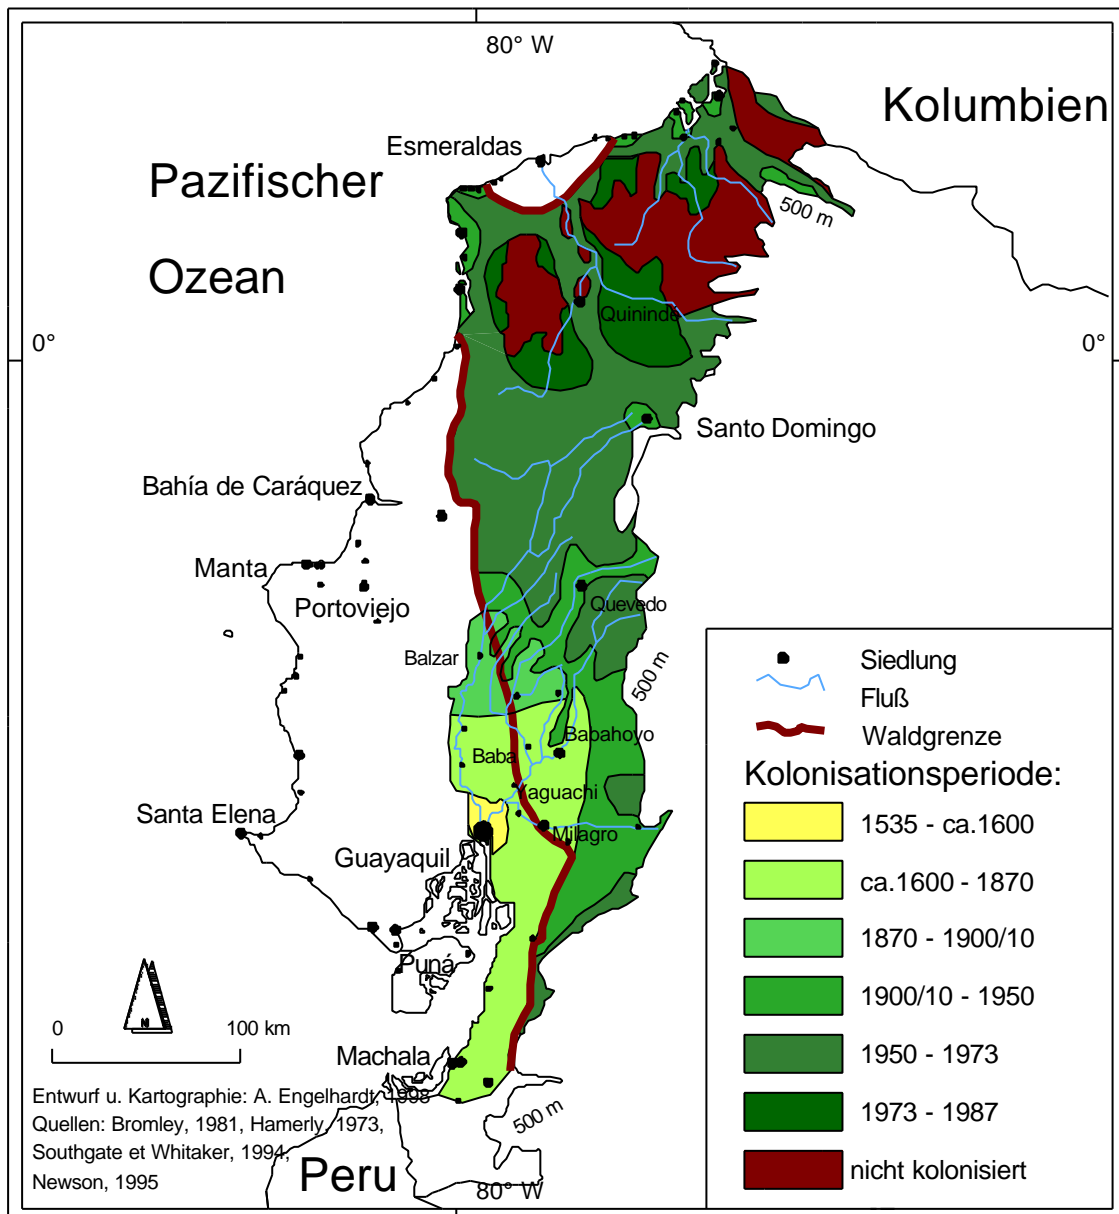 80° W
Kolumbien
Esmeraldas
Pazifischer
Ozean
500 m
Quinindé
0°
0°
Santo Domingo
Bahía de Caráquez
Manta
Portoviejo
Quevedo
Balzar
500 m
Babahoyo
Baba
Yaguachi
Santa Elena
Milagro
Guayaquil
Puná
N
0 100 km
Machala
Entwurf u. Kartographie: A. Engelhardt, 1998
Quellen: Bromley, 1981, Hamerly, 1973,
Southgate et Whitaker, 1994,
Newson, 1995
500 m
Peru
80° W
Siedlung
Fluß
Waldgrenze
Kolonisationsperiode:
1535 - ca.1600
ca.1600 - 1870
1870 - 1900/10
1900/10 - 1950
1950 - 1973
1973 - 1987
nicht kolonisiert